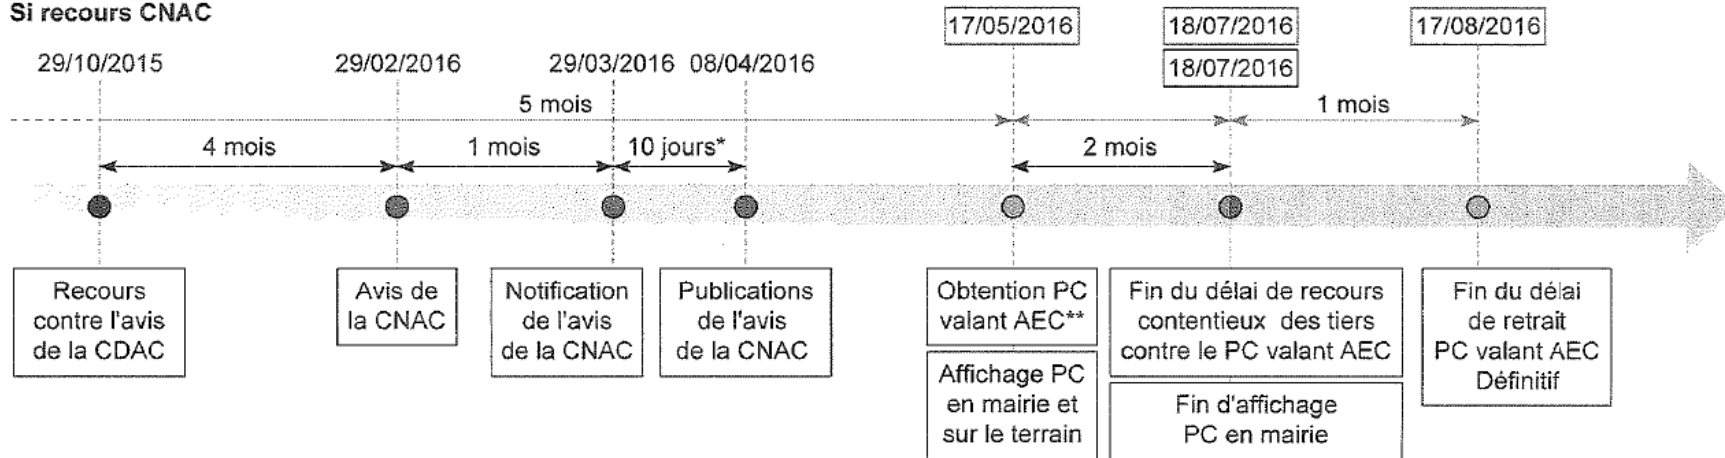 Si recours CNAC
17/05/2016
18/07/2016
17/08/2016
29/10/2015
29/02/2016
29/03/2016
08/04/2016
18/07/2016
5 mois
1 mois
4 mois
1 mois
10 jours*
2 mois
Recours
contre l'avis
de la CDAC
Avis de
la CNAC
Notification
de l'avis
de la CNAC
Publications
de l'avis
de la CNAC
Obtention PC
valant AEC**
Affichage PC
en mairie et
sur le terrain
Fin du délai de recours
contentieux des tiers
contre le PC valant AEC
Fin d'affichage
PC en mairie
Fin du délai
de retrait
PC valant AEC
Définitif